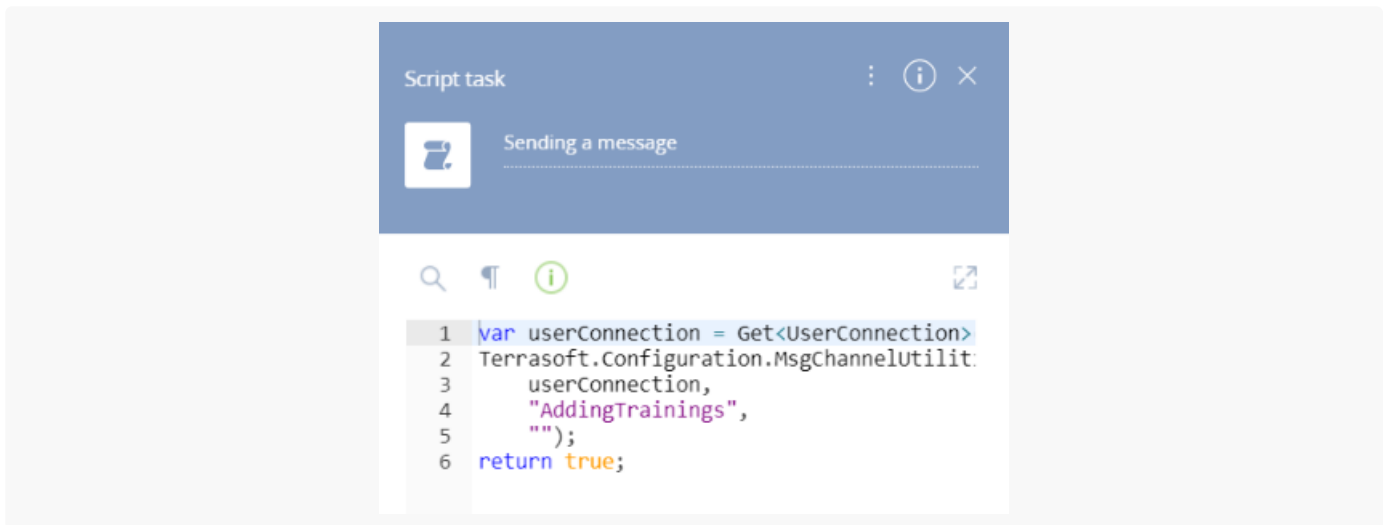 Script task
Sending a message
1 var userConnection = Get<UserConnection>
2 Terrasoft.Configuration.MsgChannelUtilit
3     userConnection,
4     "AddingTrainings",
5     "");
6 return true;